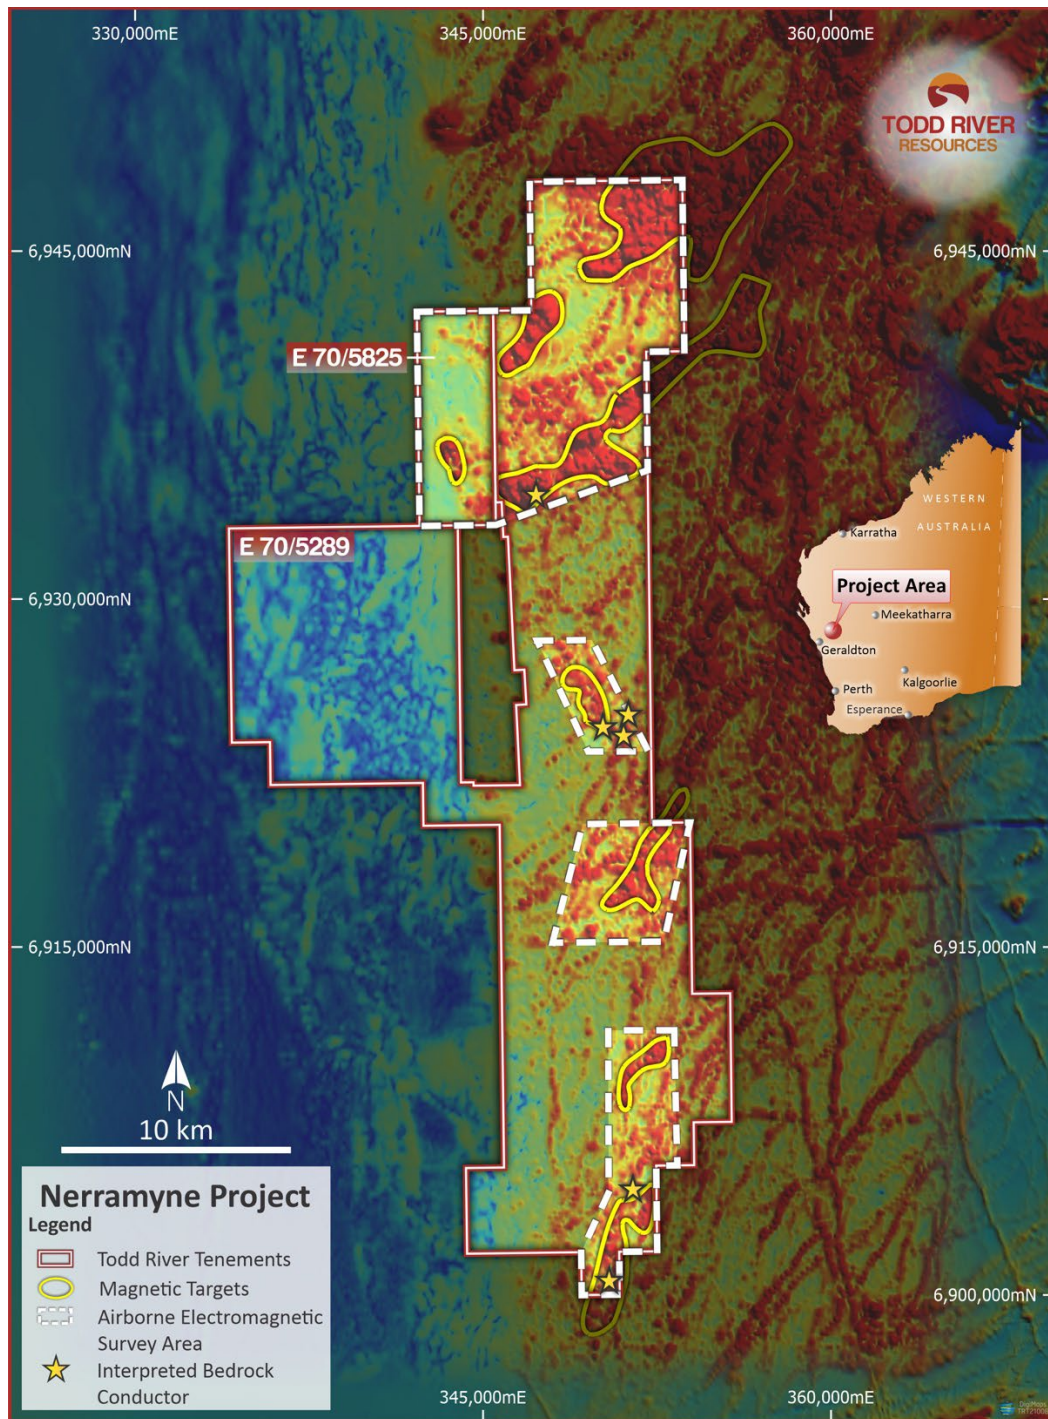 330,000mE
345,000mE
360,000mE
TODD RIVER
RESOURCES
6,945,000mN
6,945,000mN
E 70/5825
WESTERN
AUSTRALIA
Karratha
E 70/5289
Project Area
6,930,000mN
Meekatharra
Geraldton
Kalgoorlie
Perth
Esperance
6,915,000mN
6,915,000mN
N
10 km
Nerramyne Project
Legend
Todd River Tenements
Magnetic Targets
Airborne Electromagnetic
Survey Area
Interpreted Bedrock
Conductor
6,900,000mN
345,000mE
360,000mE
DigiMaps